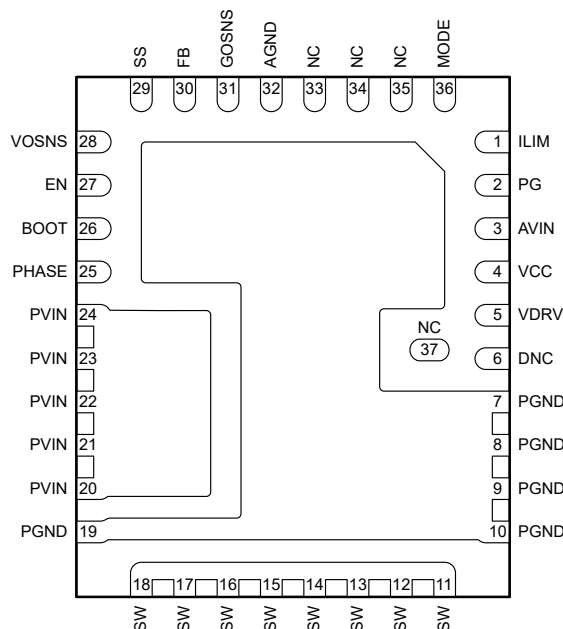 SS FB GOSNS AGND NC NC NC MODE
29 30 31 32 33 34 35 36
VOSNS 28 1 ILIM
EN 27 2 PG
BOOT 26 3 AVIN
PHASE 25 4 VCC
PVIN 24 5 VDRV
NC
PVIN 23 37 6 DNC
PVIN 22 7 PGND
PVIN 21 8 PGND
PVIN 20 9 PGND
PGND 19 10 PGND
18 17 16 15 14 13 12 11
SW SW SW SW SW SW SW SW